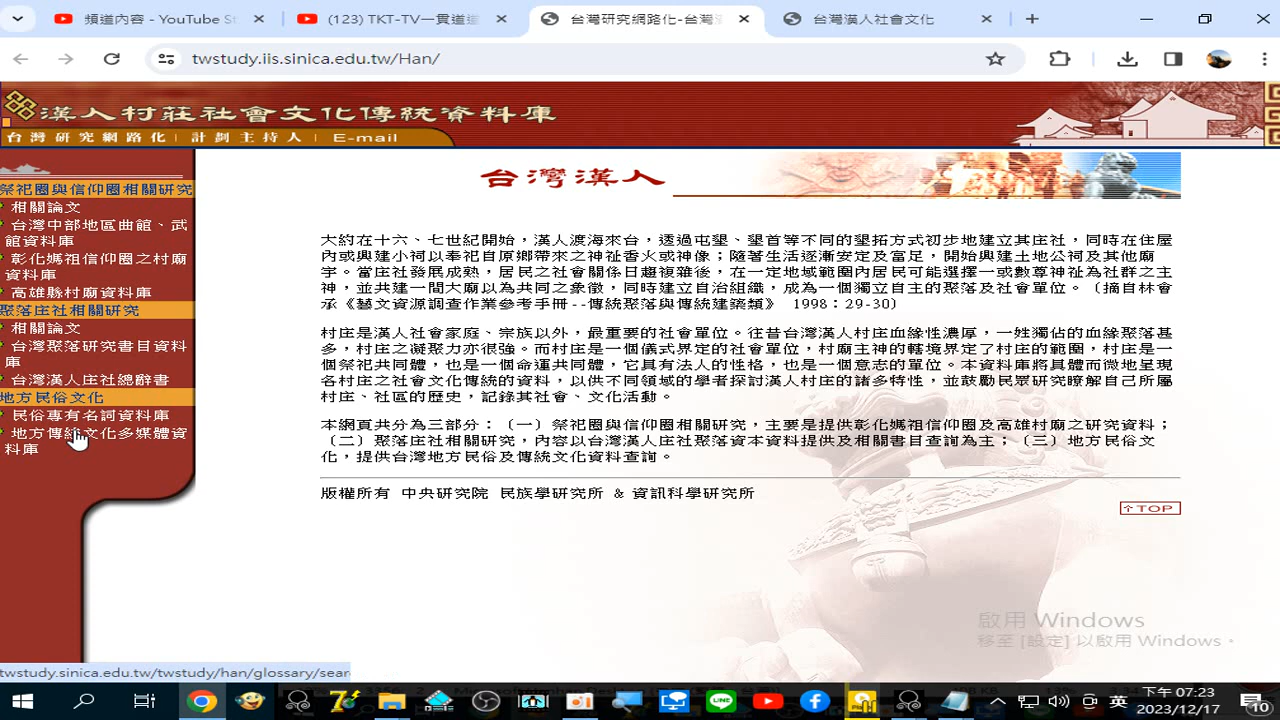 頻道內容 - YouTube St
(123) TKT-TV一貫道道
台灣研究網路化-台灣
台灣漢人社會文化
twstudy.iis.sinica.edu.tw/Han/
漢人村莊社會文化傳統資料庫
台灣研究網路化 | 計劃主持人 | E-mail
祭祀圈與信仰圈相關研究
相關論文
台灣中部地區曲館、武
館資料庫
彰化媽祖信仰圈之村廟
資料庫
高雄縣村廟資料庫
聚落庄社相關研究
相關論文
台灣聚落研究書目資料
庫
台灣漢人庄社總辭書
地方民俗文化
民俗專有名詞資料庫
地方傳統文化多媒體資
料庫
台灣漢人
大約在十六、七世紀開始，漢人渡海來台，透過屯墾、墾首等不同的墾拓方式初步地建立其庄社，同時在住屋
內或興建小祠以奉祀自原鄉帶來之神祉香火或神像；隨著生活逐漸安定及富足，開始興建土地公祠及其他廟
宇。當庄社發展成熟，居民之社會關係日趨複雜後，在一定地域範圍內居民可能選擇一或數尊神祉為社群之主
神，並共建一間大廟以為共同之象徵，同時建立自治組織，成為一個獨立自主的聚落及社會單位。〔摘自林會
承《藝文資源調查作業參考手冊--傳統聚落與傳統建築類》 1998：29-30〕
村庄是漢人社會家庭、宗族以外，最重要的社會單位。往昔台灣漢人村庄血緣性濃厚，一姓獨佔的血緣聚落甚
多，村庄之凝聚力亦很強。而村庄是一個儀式界定的社會單位，村廟主神的轄境界定了村庄的範圍，村庄是一
個祭祀共同體，也是一個命運共同體，它具有法人的性格，也是一個意志的單位。本資料庫將具體而微地呈現
各村庄之社會文化傳統的資料，以供不同領域的學者探討漢人村庄的諸多特性，並鼓勵民眾研究瞭解自己所屬
村庄、社區的歷史，記錄其社會、文化活動。
本網頁共分為三部分：〔一〕祭祀圈與信仰圈相關研究，主要是提供彰化媽祖信仰圈及高雄村廟之研究資料；
〔二〕聚落庄社相關研究，內容以台灣漢人庄社聚落資本資料提供及相關書目查詢為主；〔三〕地方民俗文
化，提供台灣地方民俗及傳統文化資料查詢。
版權所有 中央研究院 民族學研究所 & 資訊科學研究所
↑TOP
啟用 Windows
移至 [設定] 以啟用 Windows。
twstudy.sinica.edu.tw/twstudy/han/glossary/sear
英
下午 07:23
2023/12/17
10